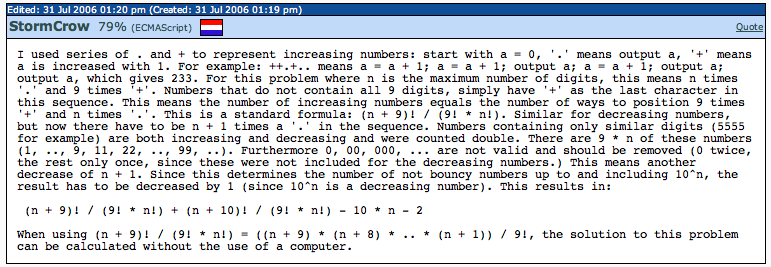 Edited: 31 Jul 2006 01:20 pm (Created: 31 Jul 2006 01:19 pm)
StormCrow 79% (ECMAScript) Quote
I used series of . and + to represent increasing numbers: start with a = 0, '.' means output a, '+' means
a is increased with 1. For example: ++.+.. means a = a + 1; a = a + 1; output a; a = a + 1; output a;
output a, which gives 233. For this problem where n is the maximum number of digits, this means n times
'.' and 9 times '+'. Numbers that do not contain all 9 digits, simply have '+' as the last character in
this sequence. This means the number of increasing numbers equals the number of ways to position 9 times
'+' and n times '.'. This is a standard formula: (n + 9)! / (9! * n!). Similar for decreasing numbers,
but now there have to be n + 1 times a '.' in the sequence. Numbers containing only similar digits (5555
for example) are both increasing and decreasing and were counted double. There are 9 * n of these numbers
(1, .., 9, 11, 22, .., 99, ..). Furthermore 0, 00, 000, ... are not valid and should be removed (0 twice,
the rest only once, since these were not included for the decreasing numbers.) This means another
decrease of n + 1. Since this determines the number of not bouncy numbers up to and including 10^n, the
result has to be decreased by 1 (since 10^n is a decreasing number). This results in:
(n + 9)! / (9! * n!) + (n + 10)! / (9! * n!) - 10 * n - 2
When using (n + 9)! / (9! * n!) = ((n + 9) * (n + 8) * .. * (n + 1)) / 9!, the solution to this problem
can be calculated without the use of a computer.